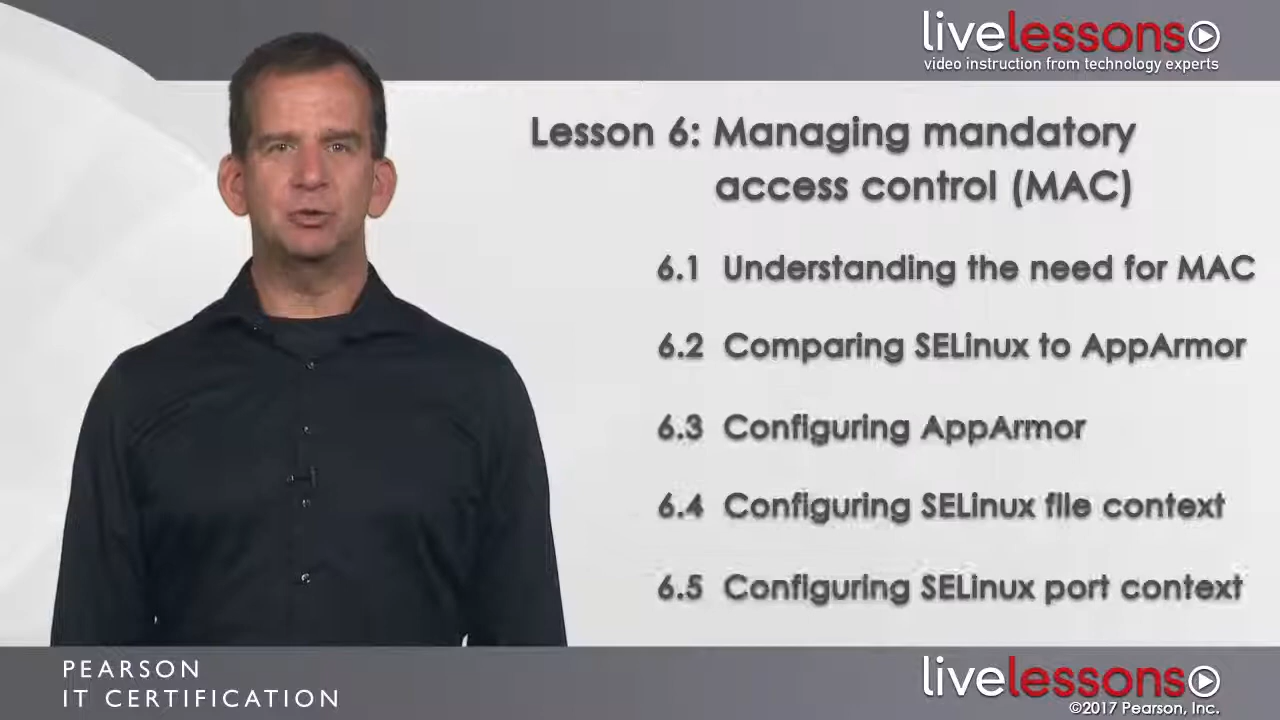 livelessons
video instruction from technology experts
Lesson 6: Managing mandatory
access control (MAC)
6.1 Understanding the need for MAC
6.2 Comparing SELinux to AppArmor
6.3 Configuring AppArmor
6.4 Configuring SELinux file context
6.5 Configuring SELinux port context
PEARSON
IT CERTIFICATION
livelessons
©2017 Pearson, Inc.